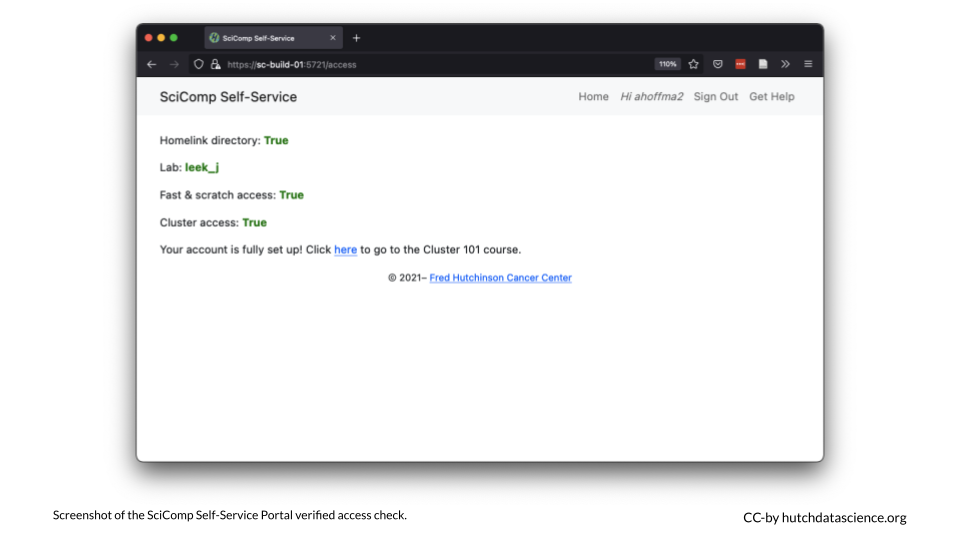 SciComp Self-Service
https://sc-build-01:5721/access
110%
SciComp Self-Service
Home Hi ahoffma2 Sign Out Get Help
Homelink directory: True
Lab: leek_j
Fast & scratch access: True
Cluster access: True
Your account is fully set up! Click here to go to the Cluster 101 course.
© 2021– Fred Hutchinson Cancer Center
Screenshot of the SciComp Self-Service Portal verified access check.
CC-by hutchdatascience.org